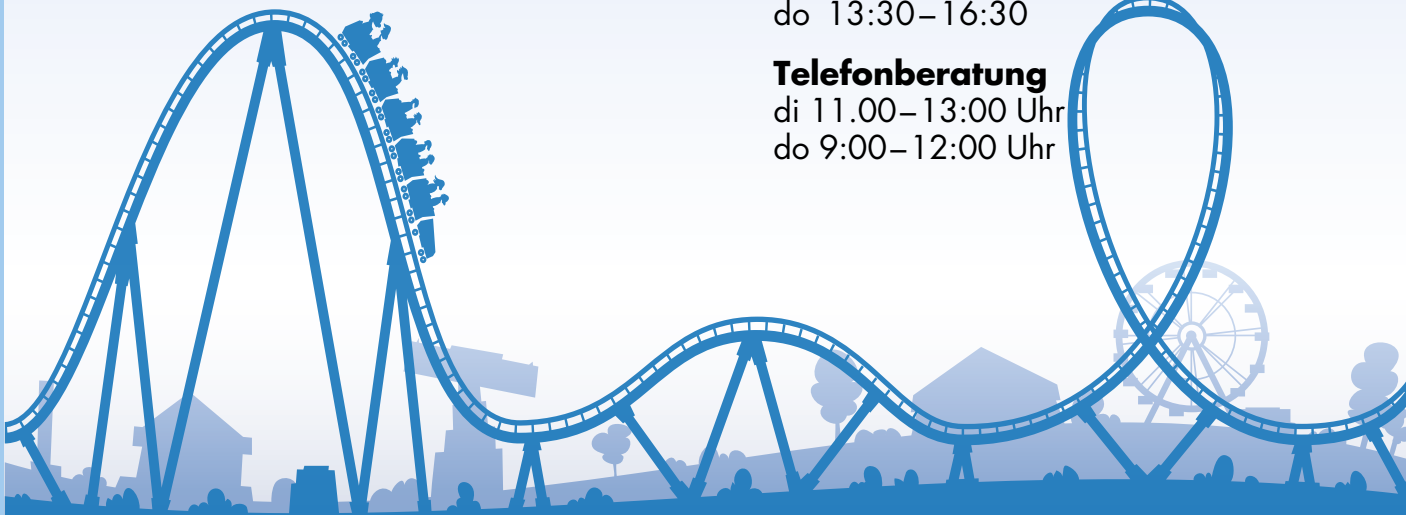 do 13:30–16:30
Telefonberatung
di 11.00–13:00 Uhr
do 9:00–12:00 Uhr